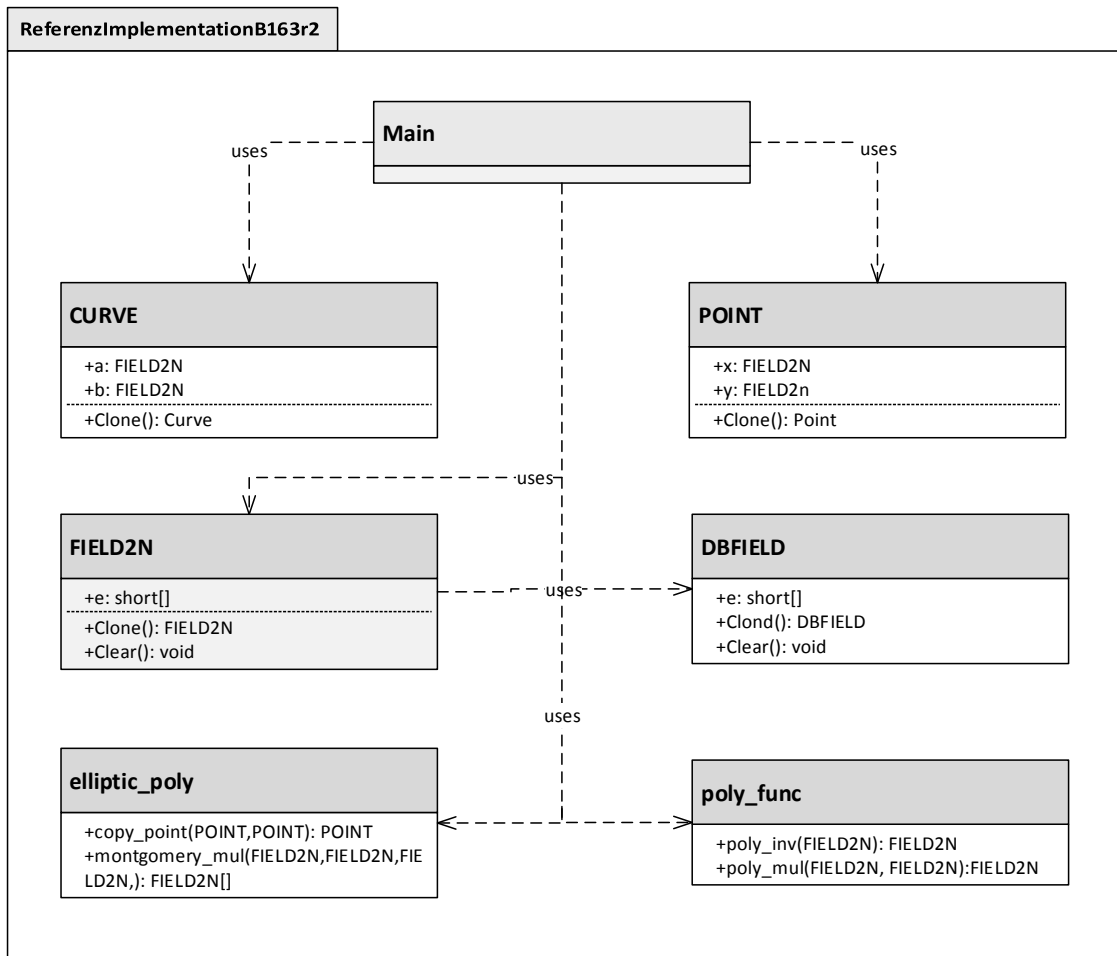 ReferenzImplementationB163r2
Main
uses
uses
CURVE
+a: FIELD2N
+b: FIELD2N
+Clone(): Curve
POINT
+x: FIELD2N
+y: FIELD2n
+Clone(): Point
uses
FIELD2N
+e: short[]
+Clone(): FIELD2N
+Clear(): void
uses
DBFIELD
+e: short[]
+Clond(): DBFIELD
+Clear(): void
uses
elliptic_poly
+copy_point(POINT,POINT): POINT
+montgomery_mul(FIELD2N,FIELD2N,FIE
LD2N,): FIELD2N[]
poly_func
+poly_inv(FIELD2N): FIELD2N
+poly_mul(FIELD2N, FIELD2N):FIELD2N